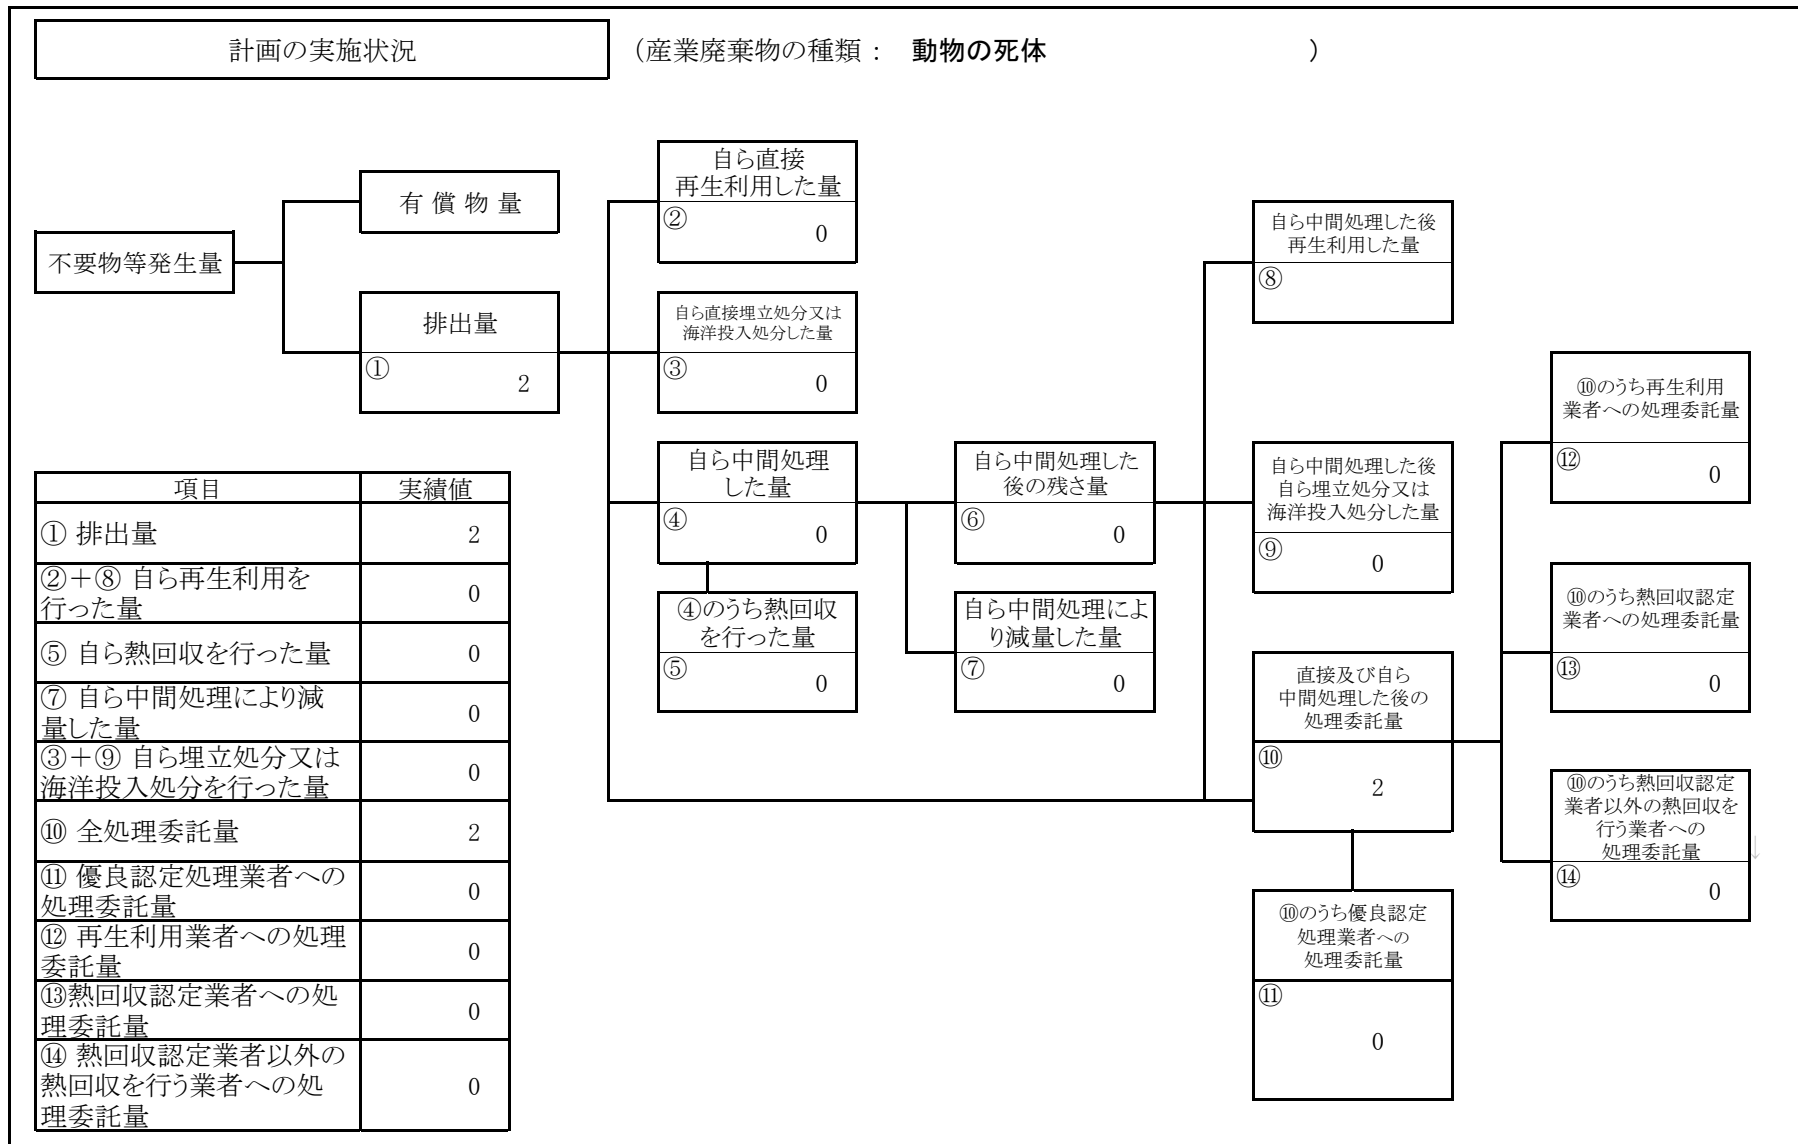 計画の実施状況
（産業廃棄物の種類： 動物の死体 ）
不要物等発生量
有 償 物 量
排出量
①
2
自ら直接
再生利用した量
②
0
自ら直接埋立処分又は
海洋投入処分した量
③
0
自ら中間処理
した量
④
0
④のうち熱回収
を行った量
⑤
0
自ら中間処理した
後の残さ量
⑥
0
自ら中間処理によ
り減量した量
⑦
0
自ら中間処理した後
再生利用した量
⑧
自ら中間処理した後
自ら埋立処分又は
海洋投入処分した量
⑨
0
直接及び自ら
中間処理した後の
処理委託量
⑩
2
⑩のうち優良認定
処理業者への
処理委託量
⑪
0
⑩のうち再生利用
業者への処理委託量
⑫
0
⑩のうち熱回収認定
業者への処理委託量
⑬
0
⑩のうち熱回収認定
業者以外の熱回収を
行う業者への
処理委託量
⑭
0
↓
項目 実績値
① 排出量 2
②＋⑧ 自ら再生利用を
行った量 0
⑤ 自ら熱回収を行った量 0
⑦ 自ら中間処理により減
量した量 0
③＋⑨ 自ら埋立処分又は
海洋投入処分を行った量 0
⑩ 全処理委託量 2
⑪ 優良認定処理業者への
処理委託量 0
⑫ 再生利用業者への処理
委託量 0
⑬熱回収認定業者への処
理委託量 0
⑭ 熱回収認定業者以外の
熱回収を行う業者への処
理委託量 0